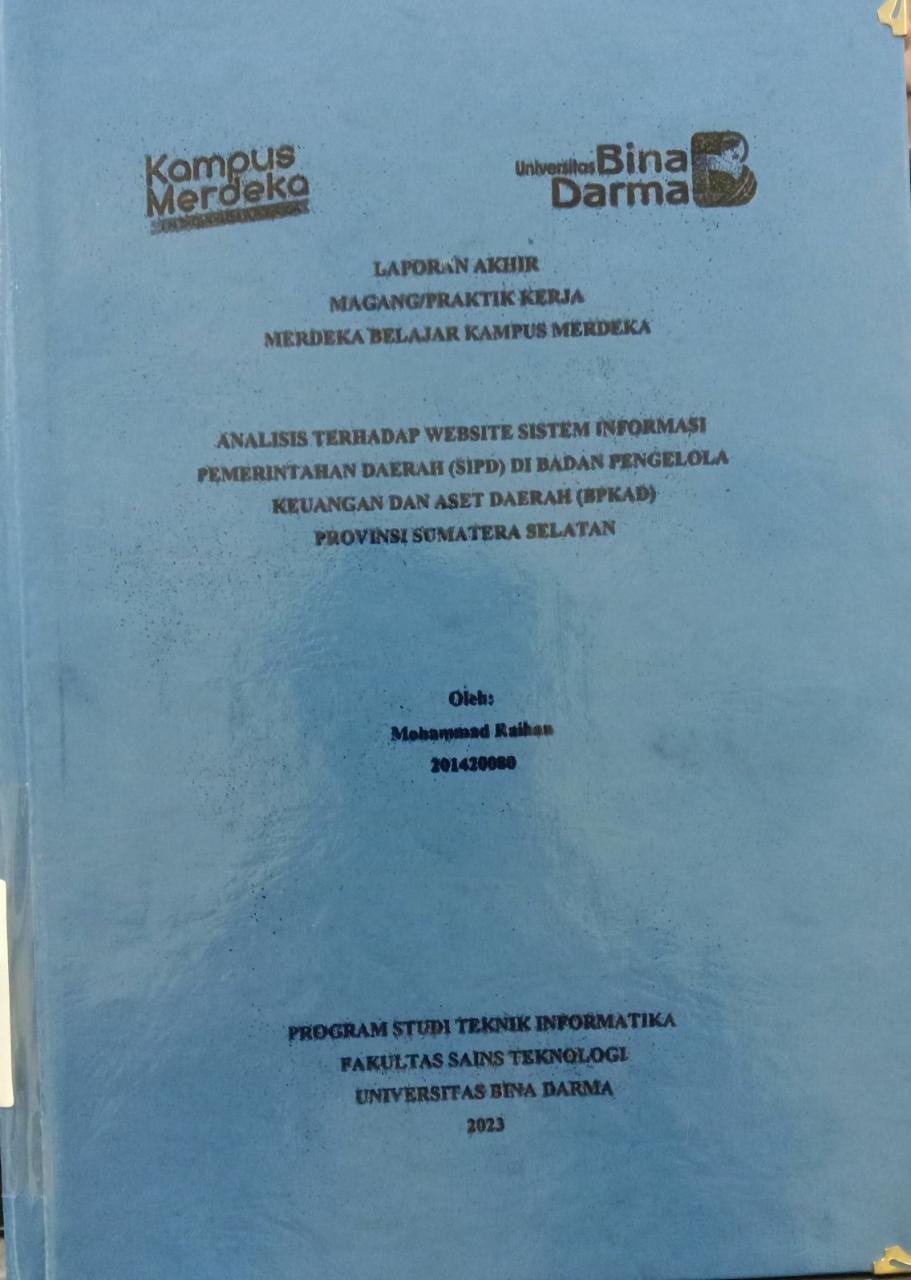 Kampus
Merdeka
Universitas Bina
Darma
LAPORAN AKHIR
MAGANG/PRAKTIK KERJA
MERDEKA BELAJAR KAMPUS MERDEKA
ANALISIS TERHADAP WEBSITE SISTEM INFORMASI
PEMERINTAHAN DAERAH (SIPD) DI BADAN PENGELOLA
KEUANGAN DAN ASET DAERAH (BPKAD)
PROVINSI SUMATERA SELATAN
Oleh:
Mohammad Raihan
201420080
PROGRAM STUDI TEKNIK INFORMATIKA
FAKULTAS SAINS TEKNOLOGI
UNIVERSITAS BINA DARMA
2023